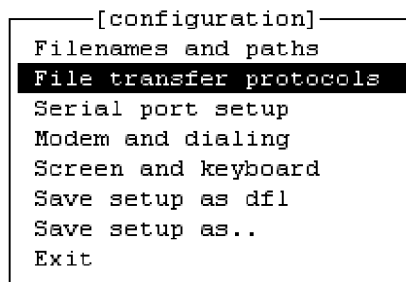 [configuration]
Filenames and paths
File transfer protocols
Serial port setup
Modem and dialing
Screen and keyboard
Save setup as dfl
Save setup as..
Exit